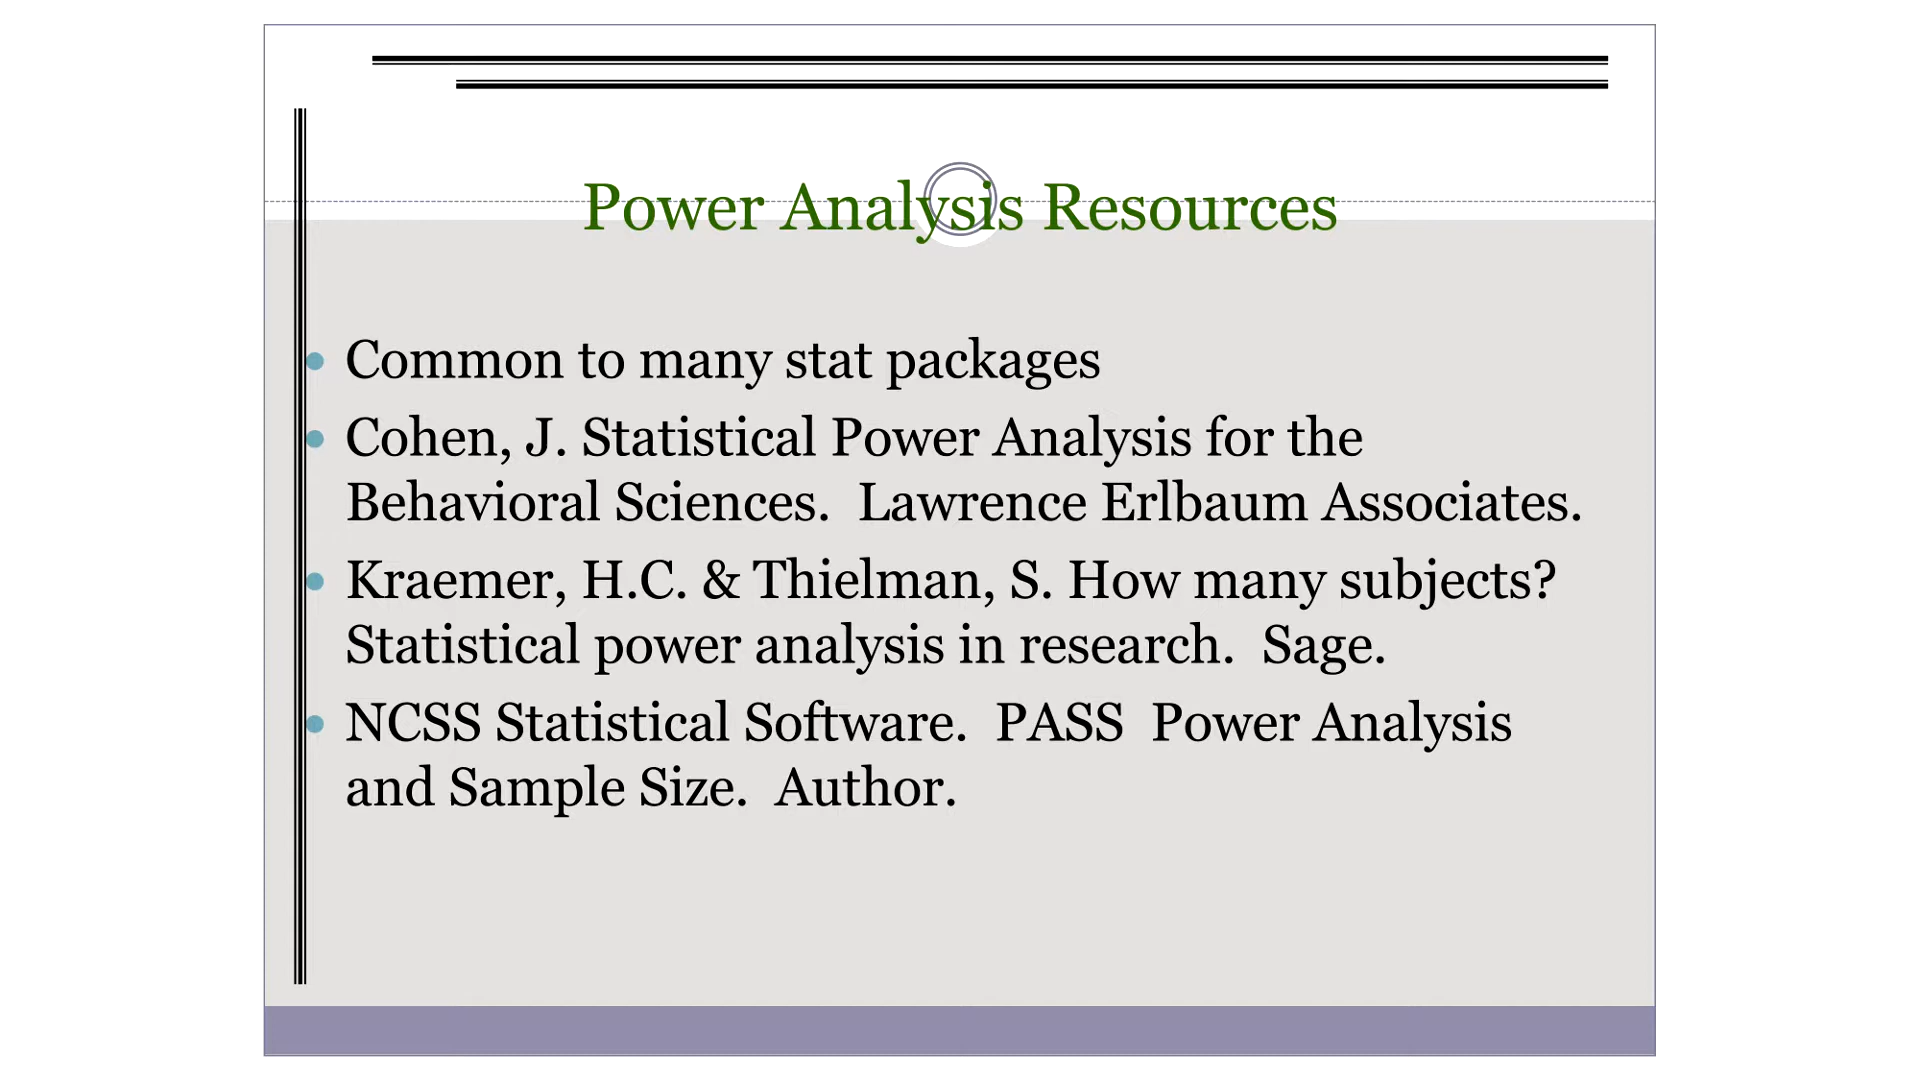 Power Analysis Resources
• Common to many stat packages
• Cohen, J. Statistical Power Analysis for the
Behavioral Sciences.  Lawrence Erlbaum Associates.
• Kraemer, H.C. & Thielman, S. How many subjects?
Statistical power analysis in research.  Sage.
• NCSS Statistical Software.  PASS  Power Analysis
and Sample Size.  Author.